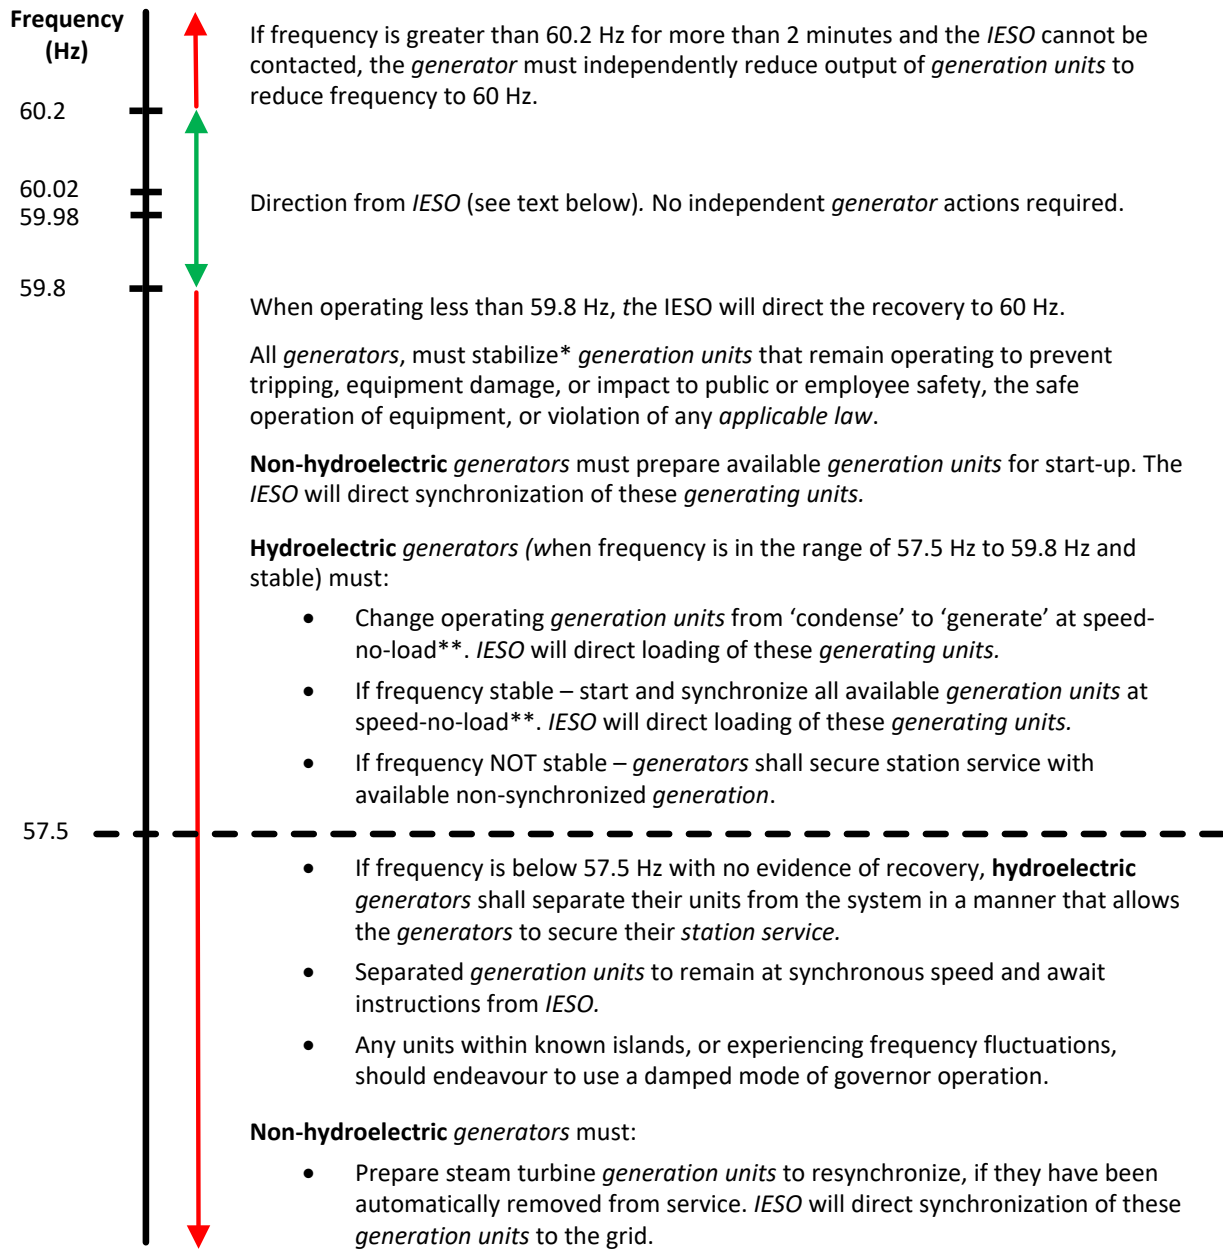 Frequency
(Hz)
If frequency is greater than 60.2 Hz for more than 2 minutes and the IESO cannot be
contacted, the generator must independently reduce output of generation units to
reduce frequency to 60 Hz.
60.2
60.02
59.98
Direction from IESO (see text below). No independent generator actions required.
59.8
When operating less than 59.8 Hz, the IESO will direct the recovery to 60 Hz.
All generators, must stabilize* generation units that remain operating to prevent
tripping, equipment damage, or impact to public or employee safety, the safe
operation of equipment, or violation of any applicable law.
Non-hydroelectric generators must prepare available generation units for start-up. The
IESO will direct synchronization of these generating units.
Hydroelectric generators (when frequency is in the range of 57.5 Hz to 59.8 Hz and
stable) must:
• Change operating generation units from ‘condense’ to ‘generate’ at speed-
no-load**. IESO will direct loading of these generating units.
• If frequency stable – start and synchronize all available generation units at
speed-no-load**. IESO will direct loading of these generating units.
• If frequency NOT stable – generators shall secure station service with
available non-synchronized generation.
57.5
• If frequency is below 57.5 Hz with no evidence of recovery, hydroelectric
generators shall separate their units from the system in a manner that allows
the generators to secure their station service.
• Separated generation units to remain at synchronous speed and await
instructions from IESO.
• Any units within known islands, or experiencing frequency fluctuations,
should endeavour to use a damped mode of governor operation.
Non-hydroelectric generators must:
• Prepare steam turbine generation units to resynchronize, if they have been
automatically removed from service. IESO will direct synchronization of these
generation units to the grid.